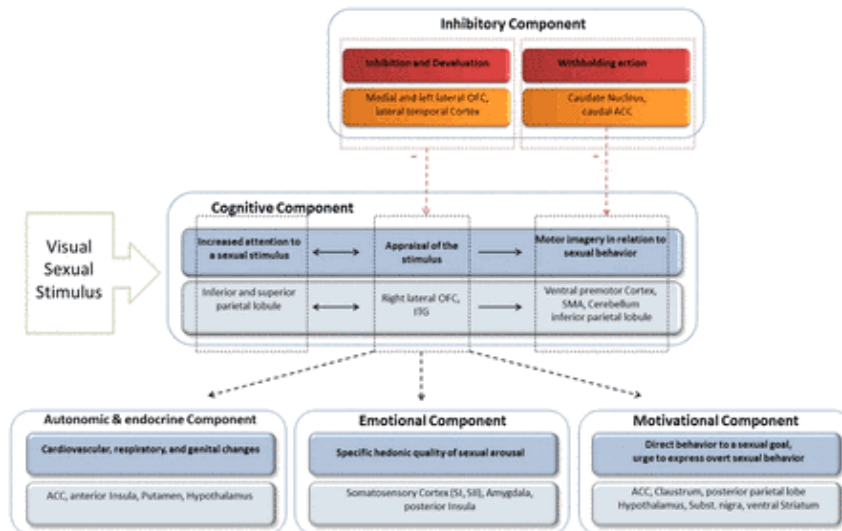 Inhibitory Component
Inhibition and Devaluation
Withholding action
Medial and left lateral OFC,
lateral temporal Cortex
Caudate Nucleus,
caudal ACC
-
-
Cognitive Component
Visual
Sexual
Stimulus
Increased attention to
a sexual stimulus
Appraisal of the
stimulus
Motor imagery in relation to
sexual behavior
Inferior and superior
parietal lobule
Right lateral OFC,
ITG
Ventral premotor Cortex,
SMA, Cerebellum
inferior parietal lobule
Autonomic & endocrine Component
Cardiovascular, respiratory, and genital changes
ACC, anterior Insula, Putamen, Hypothalamus
Emotional Component
Specific hedonic quality of sexual arousal
Somatosensory Cortex (SI, SII), Amygdala,
posterior Insula
Motivational Component
Direct behavior to a sexual goal,
urge to express overt sexual behavior
ACC, Claustrum, posterior parietal lobe
Hypothalamus, Subst. nigra, ventral Striatum